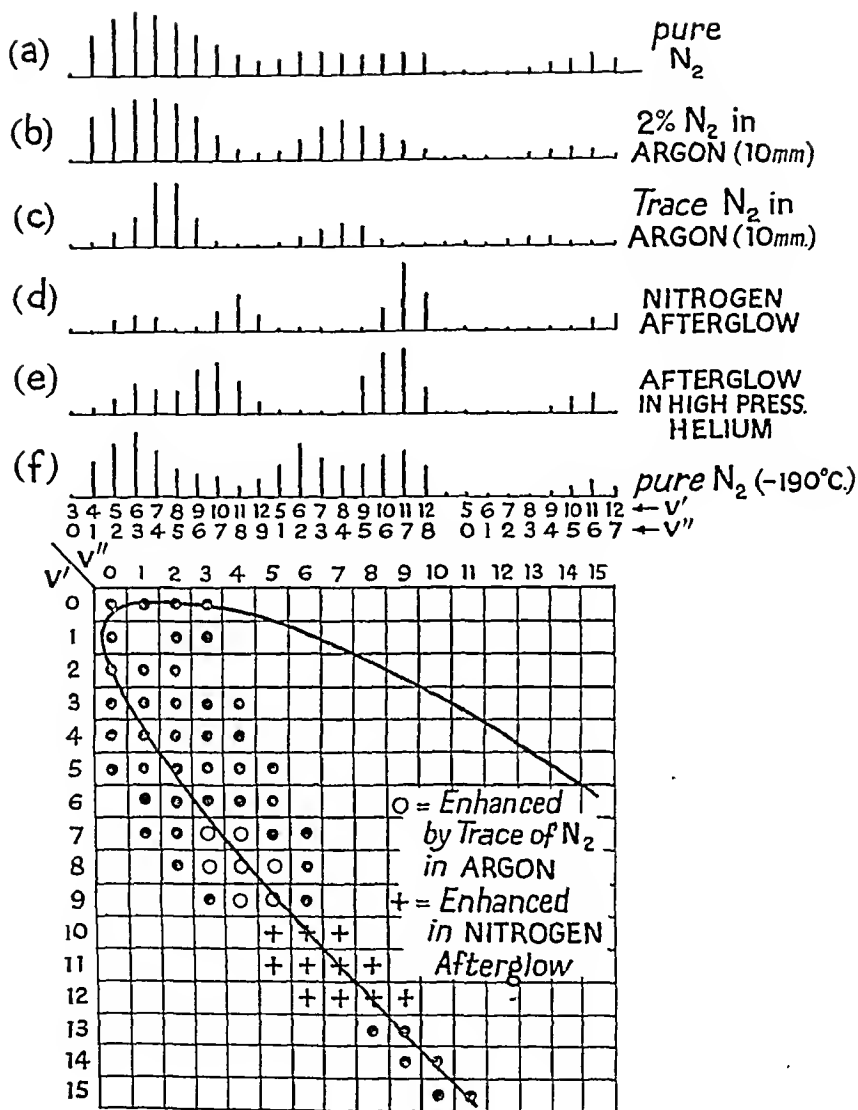 (a)
pure
N₂
(b)
2% N₂ in
ARGON (10mm)
(c)
Trace N₂ in
ARGON (10mm.)
(d)
NITROGEN
AFTERGLOW
(e)
AFTERGLOW
IN HIGH PRESS.
HELIUM
(f)
pure N₂ (-190°C.)
3 4 5 6 7 8 9 10 11 12 5 6 7 8 9 10 11 12 5 6 7 8 9 10 11 12 ←V'
0 1 2 3 4 5 6 7 8 9 1 2 3 4 5 6 7 8 0 1 2 3 4 5 6 7 ←V"
V"
V'
0 1 2 3 4 5 6 7 8 9 10 11 12 13 14 15
0
1
2
3
4
5
6
7
8
9
10
11
12
13
14
15
O = Enhanced
by Trace of N₂
in ARGON
+ = Enhanced
in NITROGEN
Afterglow